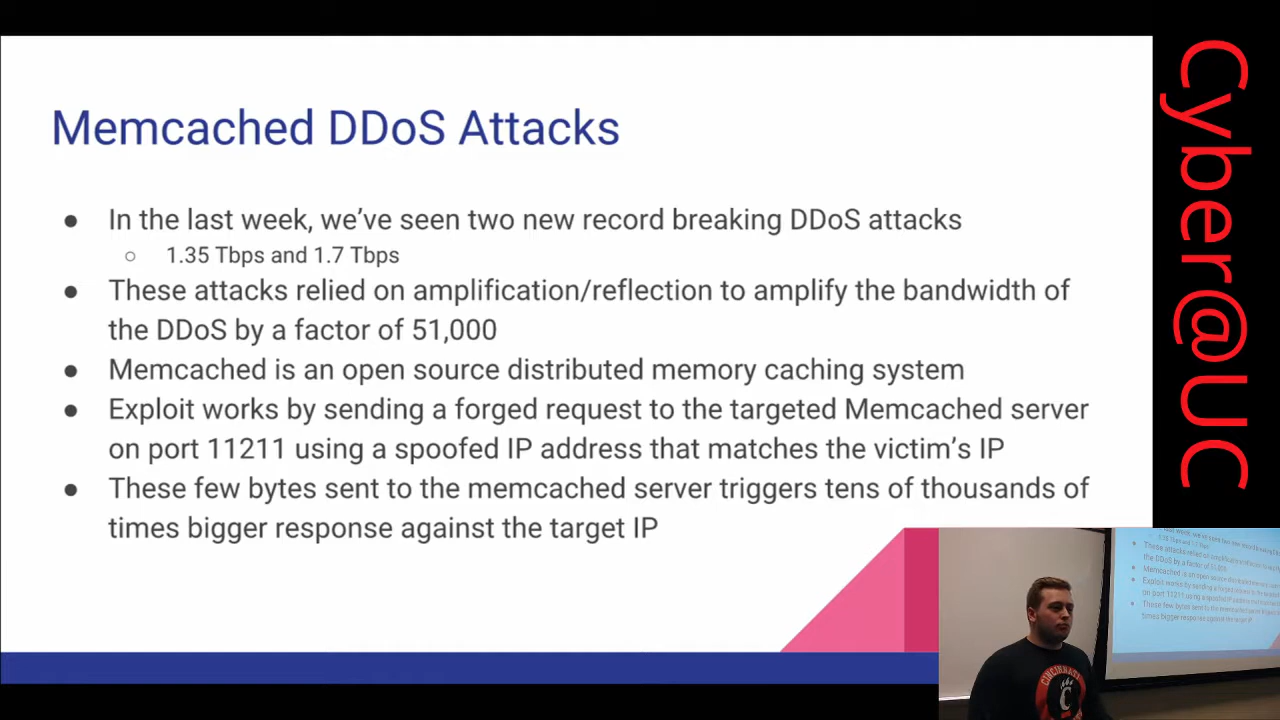 Memcached DDoS Attacks
● In the last week, we’ve seen two new record breaking DDoS attacks
○ 1.35 Tbps and 1.7 Tbps
● These attacks relied on amplification/reflection to amplify the bandwidth of
the DDoS by a factor of 51,000
● Memcached is an open source distributed memory caching system
● Exploit works by sending a forged request to the targeted Memcached server
on port 11211 using a spoofed IP address that matches the victim’s IP
● These few bytes sent to the memcached server triggers tens of thousands of
times bigger response against the target IP
Cyber@UC
CINCINNATI
C